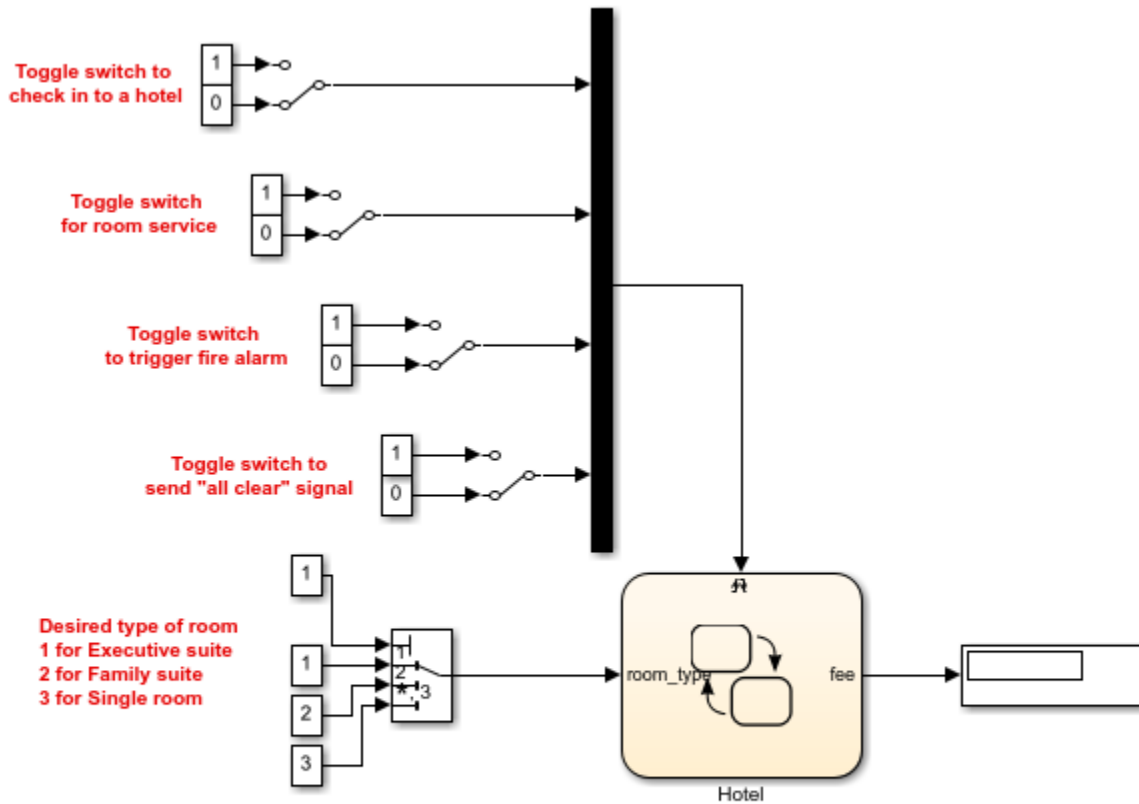 Toggle switch to
check in to a hotel
1
0
Toggle switch
for room service
1
0
Toggle switch
to trigger fire alarm
1
0
Toggle switch to
send "all clear" signal
1
0
Desired type of room
1 for Executive suite
2 for Family suite
3 for Single room
1
1
2
3
1
2
*, 3
room_type
fee
Hotel